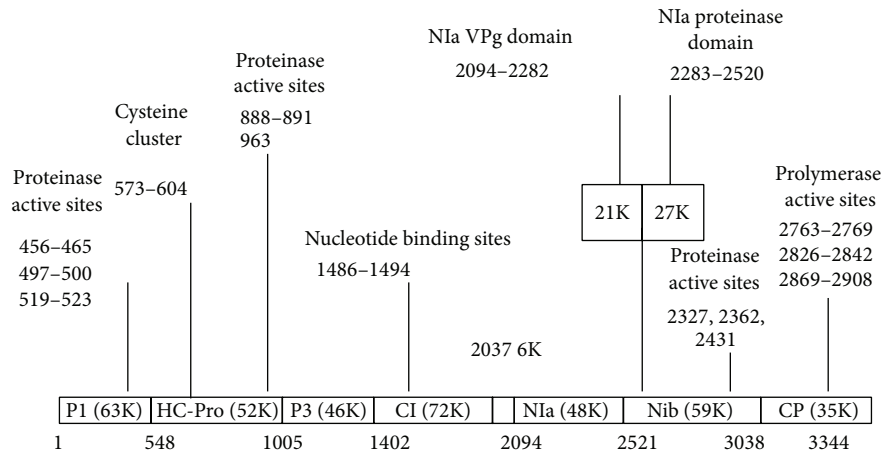 Proteinase
active sites
456–465
497–500
519–523
Cysteine
cluster
573–604
Proteinase
active sites
888–891
963
Nucleotide binding sites
1486–1494
2037 6K
NIa VPg domain
2094–2282
NIa proteinase
domain
2283–2520
21K
27K
Proteinase
active sites
2327, 2362,
2431
Prolymerase
active sites
2763–2769
2826–2842
2869–2908
P1 (63K)
HC-Pro (52K)
P3 (46K)
CI (72K)
NIa (48K)
Nib (59K)
CP (35K)
1
548
1005
1402
2094
2521
3038
3344